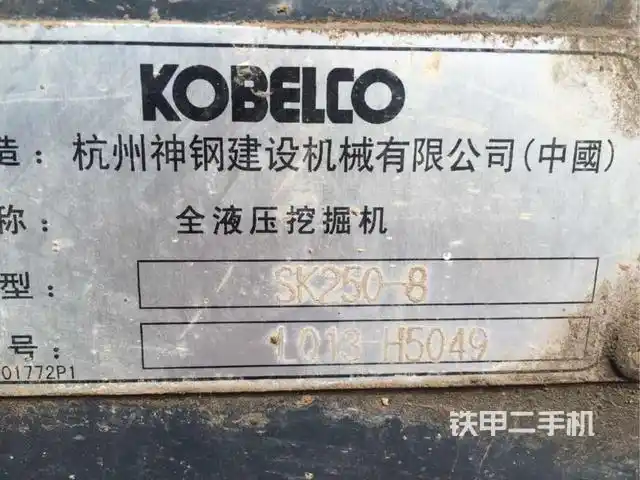 KOBELCO
造：杭州神钢建设机械有限公司(中國)
称：全液压挖掘机
型：SK250-8
号：LQ13 H5049
01772P1
铁甲二手机